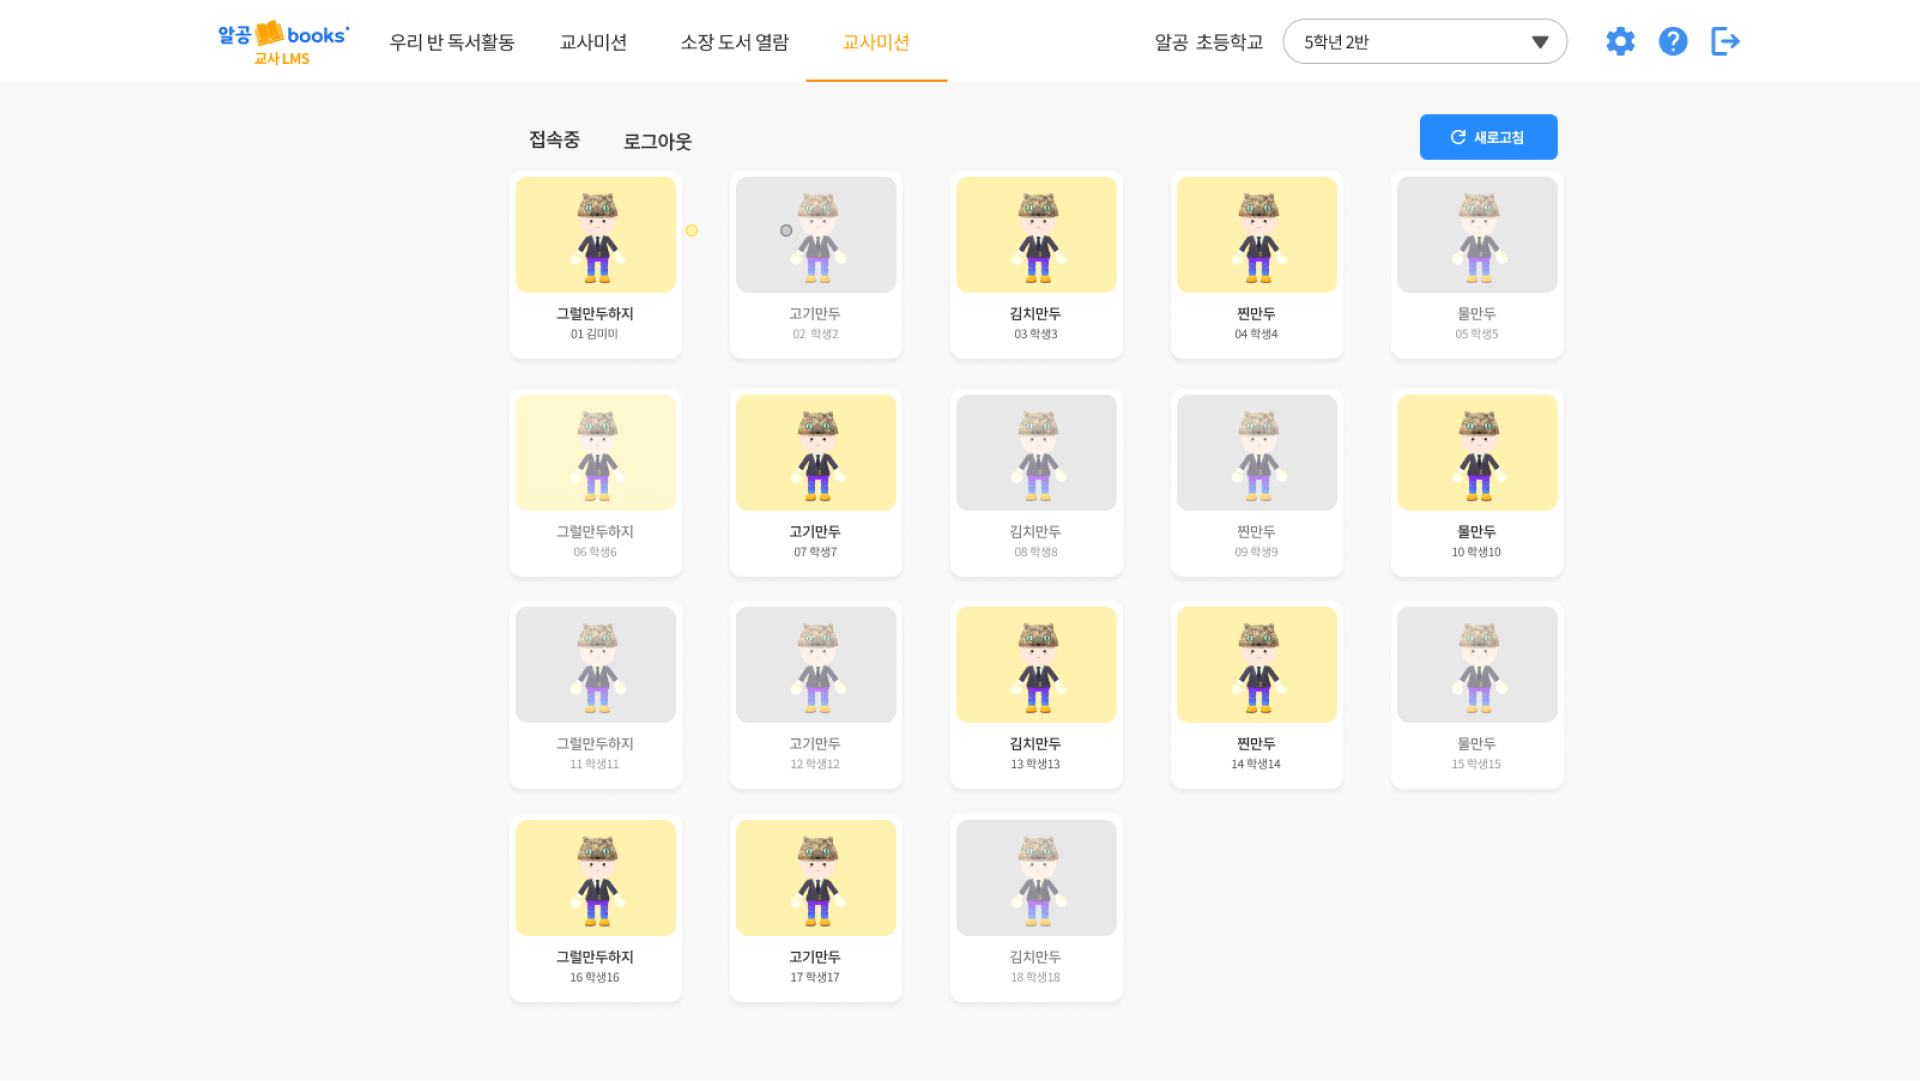 알공 books
교사 LMS
우리 반 독서활동
교사미션
소장 도서 열람
교사미션
알공 초등학교
5학년 2반
접속중
로그아웃
새로고침
그럴만두하지
01 김미미
고기만두
02 학생2
김치만두
03 학생3
찐만두
04 학생4
물만두
05 학생5
그럴만두하지
06 학생6
고기만두
07 학생7
김치만두
08 학생8
찐만두
09 학생9
물만두
10 학생10
그럴만두하지
11 학생11
고기만두
12 학생12
김치만두
13 학생13
찐만두
14 학생14
물만두
15 학생15
그럴만두하지
16 학생16
고기만두
17 학생17
김치만두
18 학생18